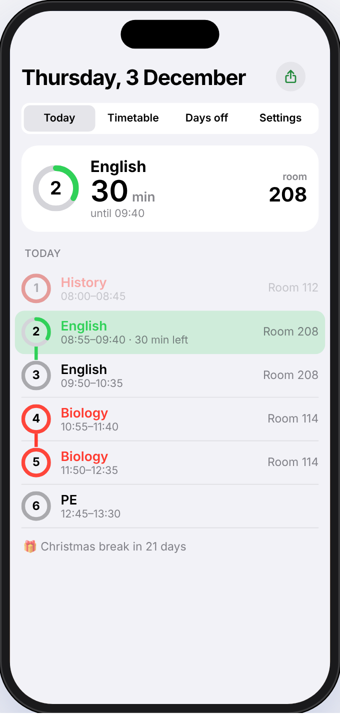 Thursday, 3 December
Today
Timetable
Days off
Settings
2
English
30 min
until 09:40
room
208
TODAY
1
History
08:00–08:45
Room 112
2
English
08:55–09:40 · 30 min left
Room 208
3
English
09:50–10:35
Room 208
4
Biology
10:55–11:40
Room 114
5
Biology
11:50–12:35
Room 114
6
PE
12:45–13:30
🎁 Christmas break in 21 days